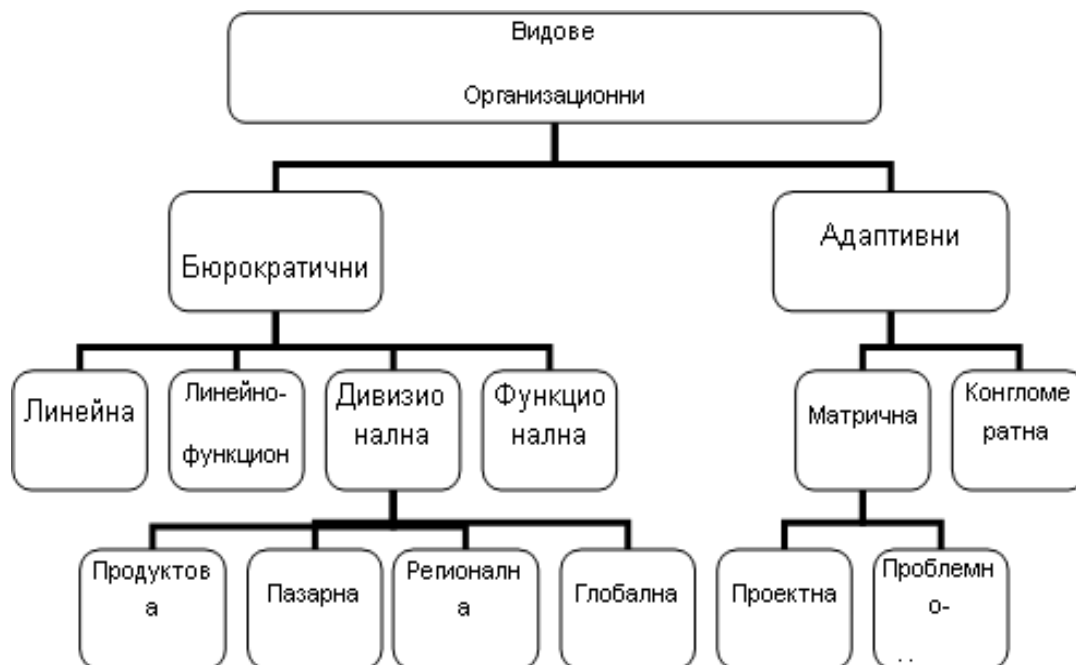 Видове
Организационни
Бюрократични
Адаптивни
Линейна
Линейно-
функцион
Дивизио
нална
Функцио
нална
Матрична
Конгломе
ратна
Продуктов
а
Пазарна
Регионалн
а
Глобална
Проектна
Проблемн
о-